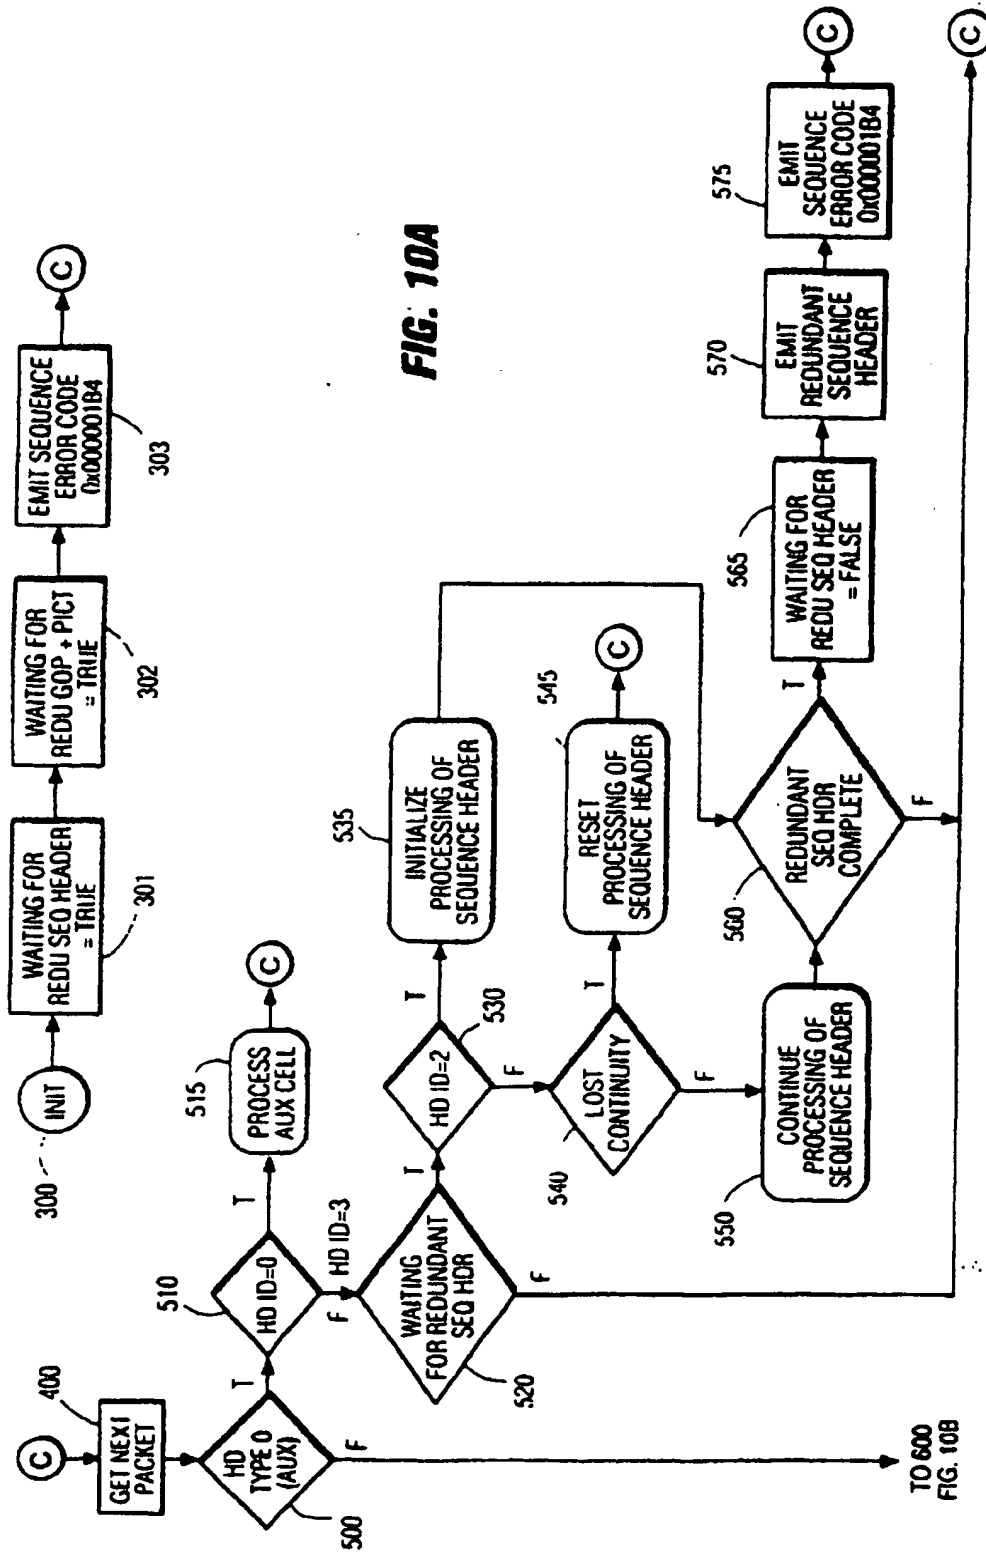 INIT
300
WAITING FOR
REDU SEQ HEADER
= TRUE
301
WAITING FOR
REDU GOP + PICT
= TRUE
302
EMIT SEQUENCE
ERROR CODE
0x000001B4
303
C
FIG. 10A
C
GET NEXT
PACKET
400
HD
TYPE 0
(AUX)
500
T
F
TO 600
FIG. 10B
HD ID=0
510
T
F
HD ID=3
PROCESS
AUX CELL
515
C
WAITING
FOR REDUNDANT
SEQ HDR
520
T
F
HD ID=2
530
T
F
INITIALIZE
PROCESSING OF
SEQUENCE HEADER
535
LOST
CONTINUITY
540
T
F
RESET
PROCESSING OF
SEQUENCE HEADER
545
C
CONTINUE
PROCESSING OF
SEQUENCE HEADER
550
REDUNDANT
SEQ HDR
COMPLETE
560
T
F
WAITING FOR
REDU SEQ HEADER
= FALSE
565
EMIT
REDUNDANT
SEQUENCE
HEADER
570
EMIT
SEQUENCE
ERROR CODE
0x000001B4
575
C
C